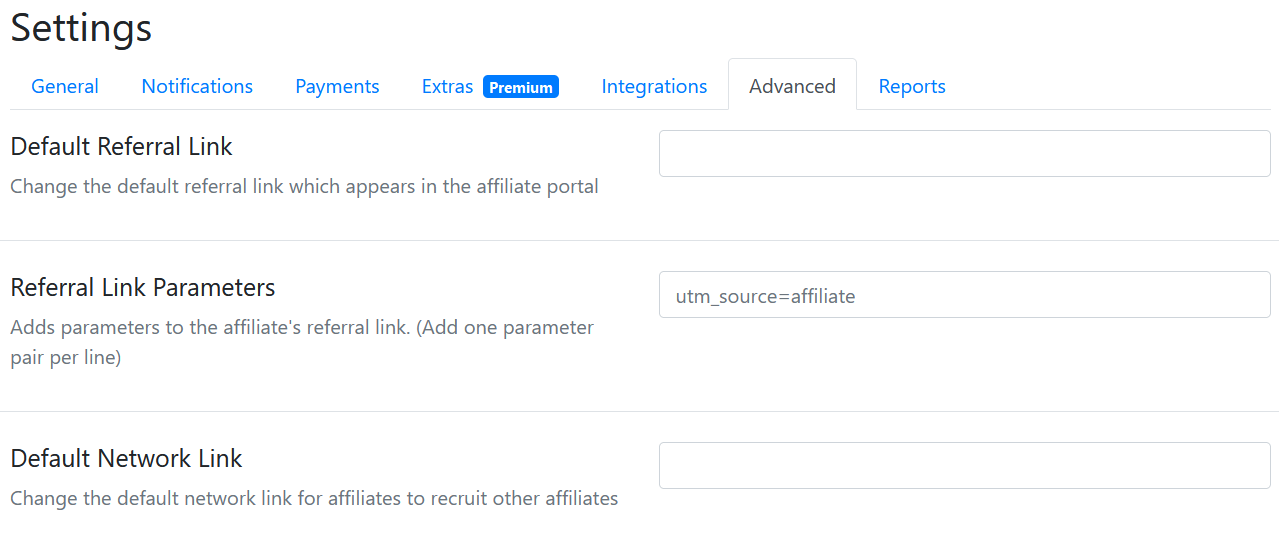 Settings
General Notifications Payments Extras Premium Integrations Advanced Reports
Default Referral Link
Change the default referral link which appears in the affiliate portal
Referral Link Parameters
utm_source=affiliate
Adds parameters to the affiliate's referral link. (Add one parameter
pair per line)
Default Network Link
Change the default network link for affiliates to recruit other affiliates